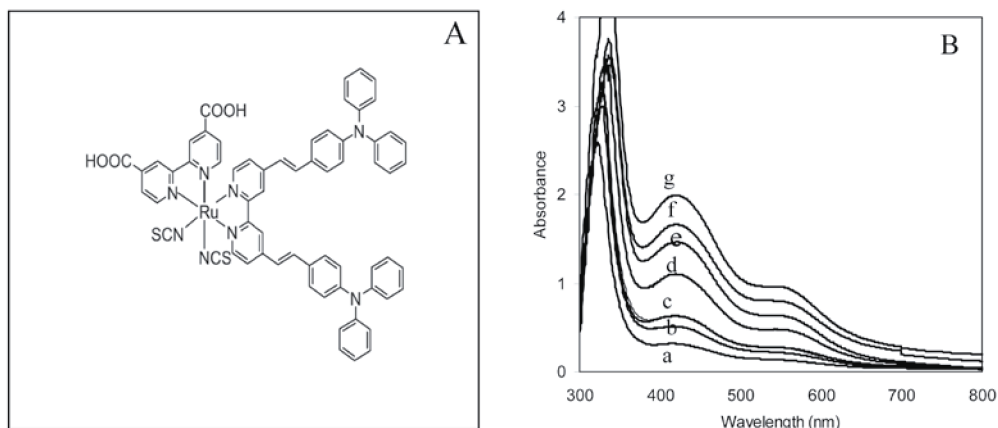 A
COOH
HOOC
N
N
N
N
Ru
N
SCN
NCS
N
B
Absorbance
4
3
2
1
0
g
f
e
d
c
b
a
300 400 500 600 700 800
Wavelength (nm)